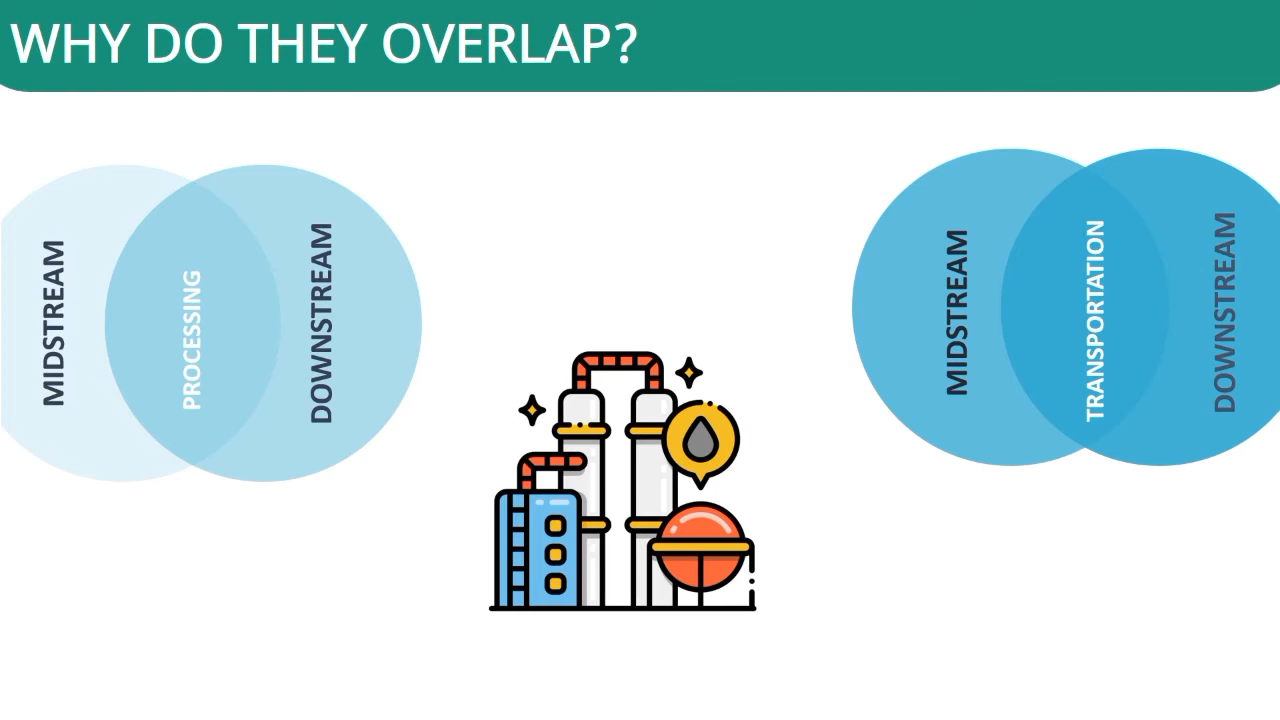 WHY DO THEY OVERLAP?
MIDSTREAM
PROCESSING
DOWNSTREAM
MIDSTREAM
TRANSPORTATION
DOWNSTREAM